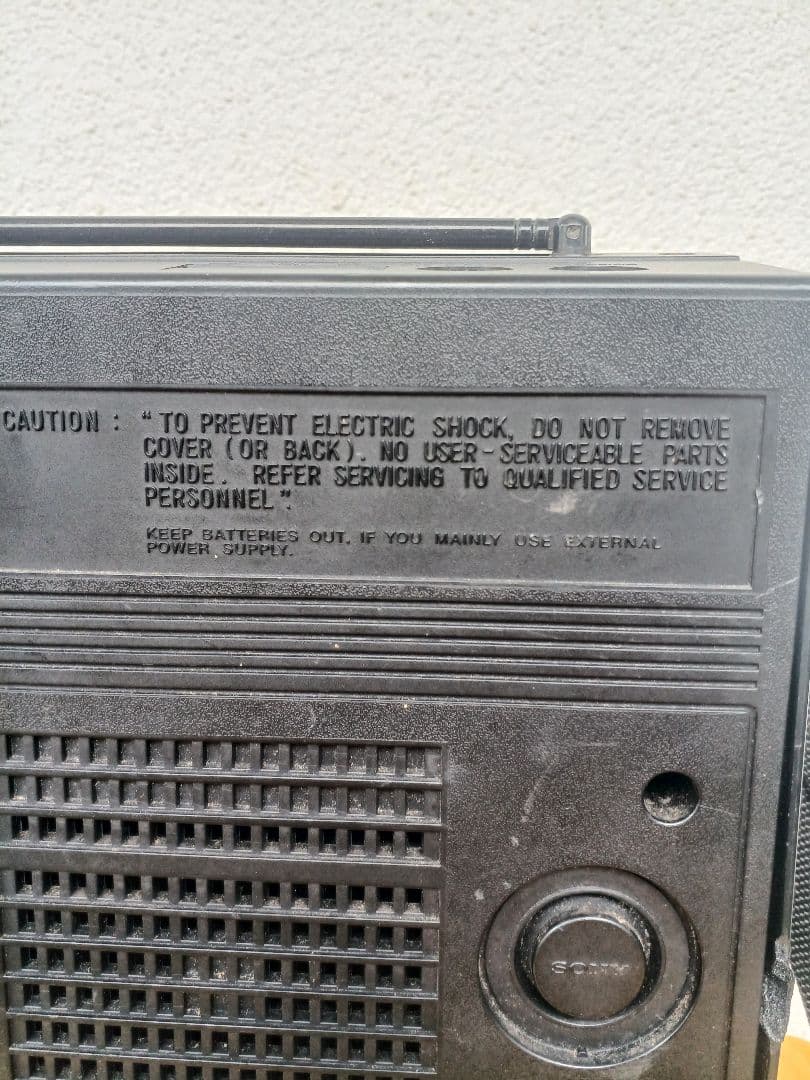 CAUTION : “TO PREVENT ELECTRIC SHOCK, DO NOT REMOVE
COVER (OR BACK). NO USER-SERVICEABLE PARTS
INSIDE. REFER SERVICING TO QUALIFIED SERVICE
PERSONNEL”.
KEEP BATTERIES OUT, IF YOU MAINLY USE EXTERNAL
POWER SUPPLY.
SONY